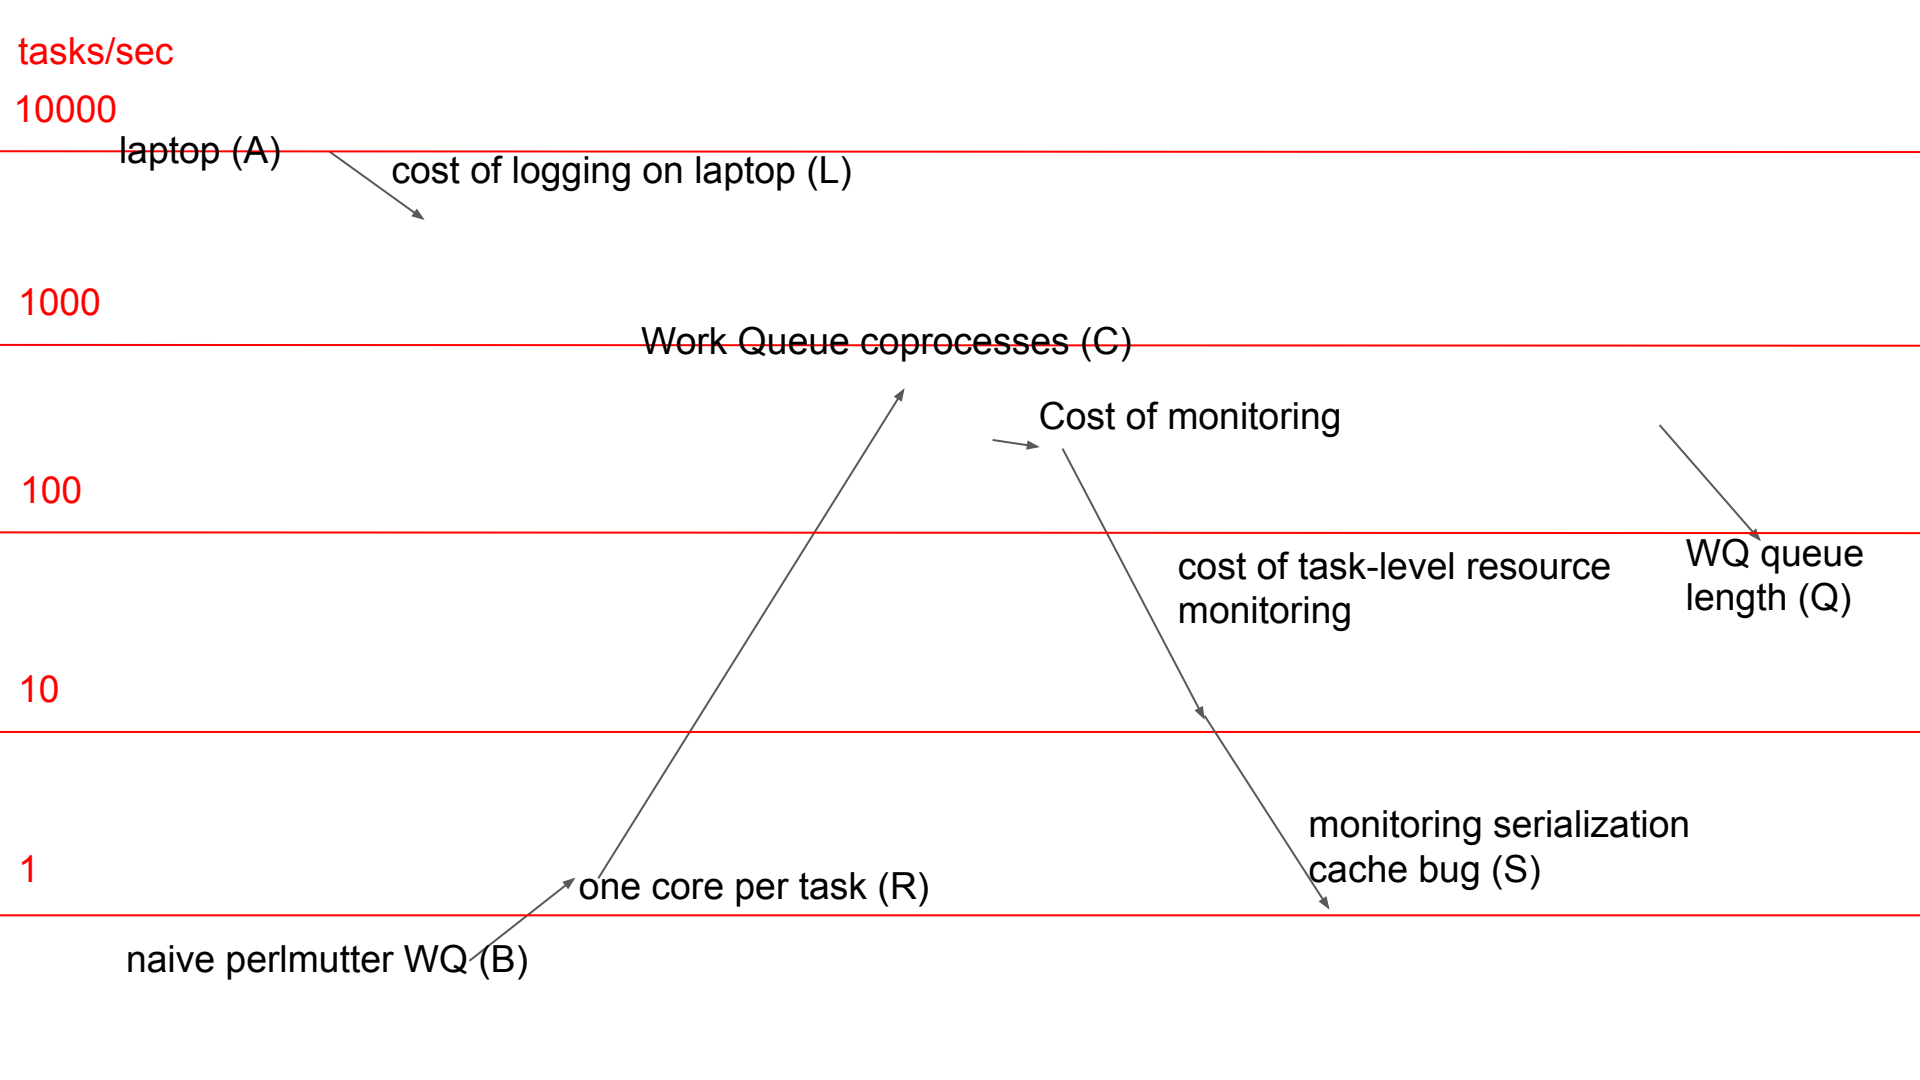 tasks/sec
10000
laptop (A)
cost of logging on laptop (L)
1000
Work Queue coprocesses (C)
Cost of monitoring
100
cost of task-level resource
monitoring
WQ queue
length (Q)
10
monitoring serialization
cache bug (S)
1
one core per task (R)
naive perlmutter WQ (B)